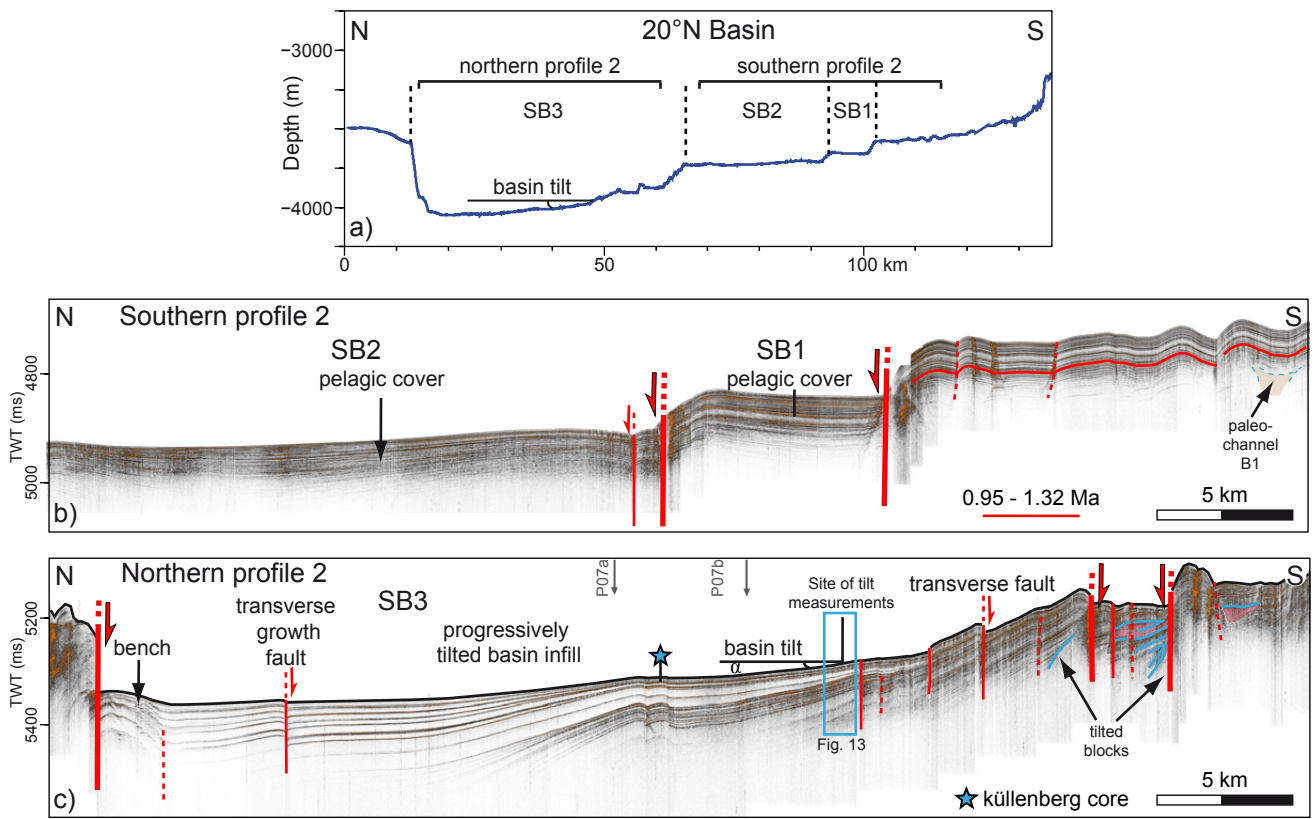 N
20°N Basin
S
−3000
northern profile 2
southern profile 2
SB3
SB2
SB1
Depth (m)
basin tilt
−4000
a)
0
50
100 km
N
Southern profile 2
S
SB2
pelagic cover
SB1
pelagic cover
4800
TWT (ms)
5000
paleo-
channel
B1
0.95 - 1.32 Ma
5 km
b)
N
Northern profile 2
S
SB3
P07a
P07b
Site of tilt
measurements
transverse fault
5200
TWT (ms)
bench
transverse
growth
fault
progressively
tilted basin infill
basin tilt
α
5400
Fig. 13
tilted
blocks
5 km
küllenberg core
c)